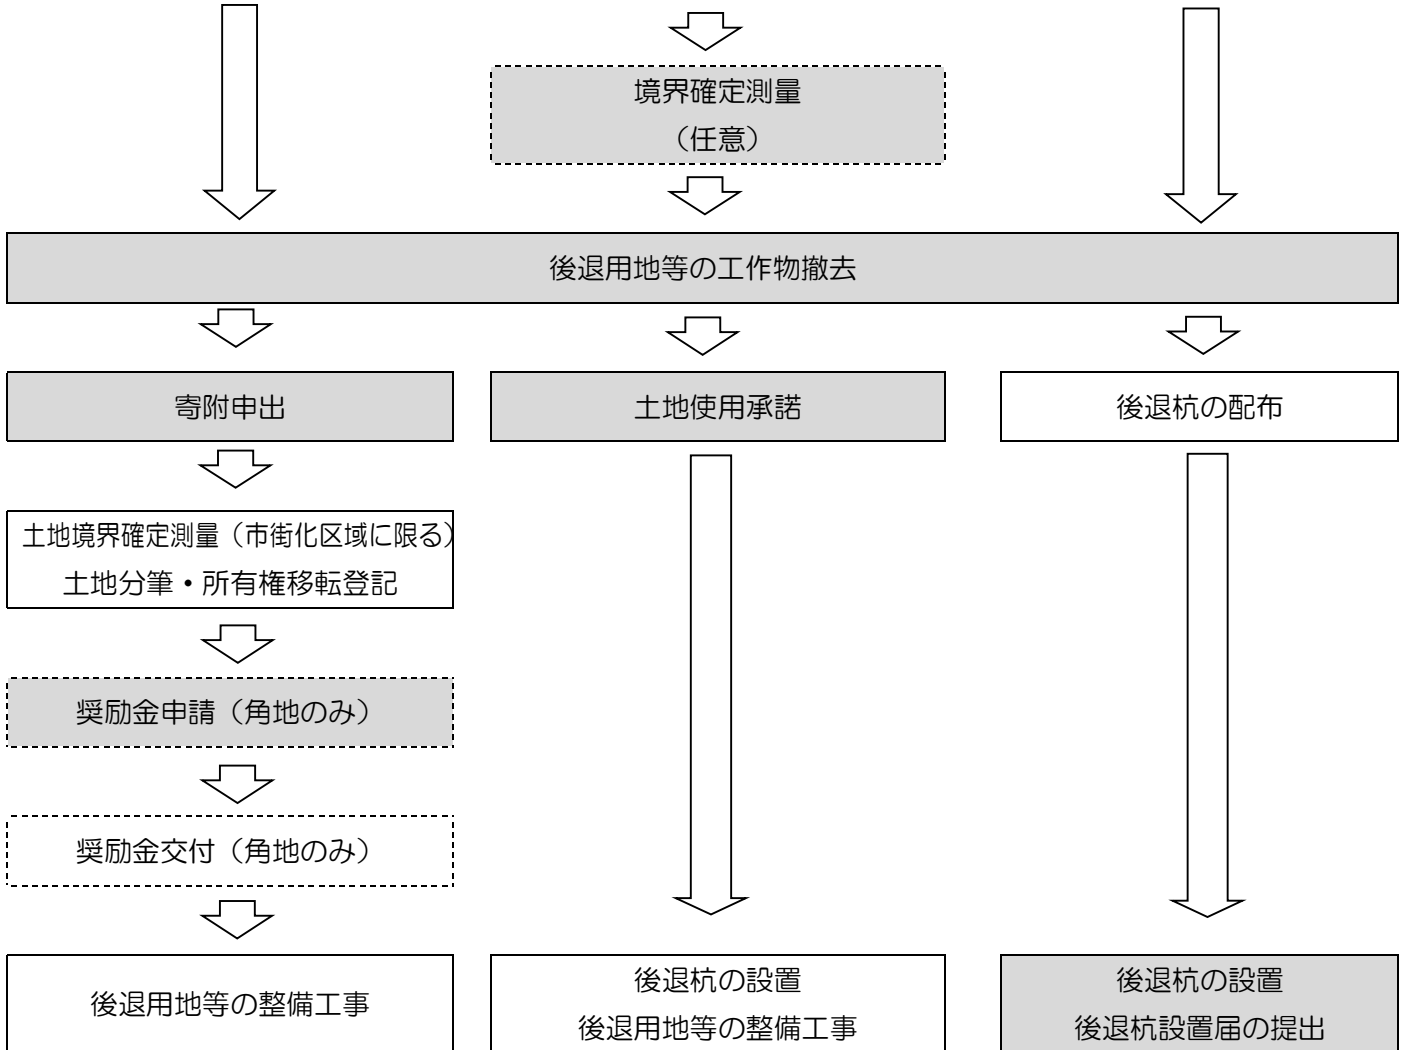 境界確定測量
（任意）
後退用地等の工作物撤去
寄附申出
土地使用承諾
後退杭の配布
土地境界確定測量（市街化区域に限る）
土地分筆・所有権移転登記
奨励金申請（角地のみ）
奨励金交付（角地のみ）
後退用地等の整備工事
後退杭の設置
後退用地等の整備工事
後退杭の設置
後退杭設置届の提出